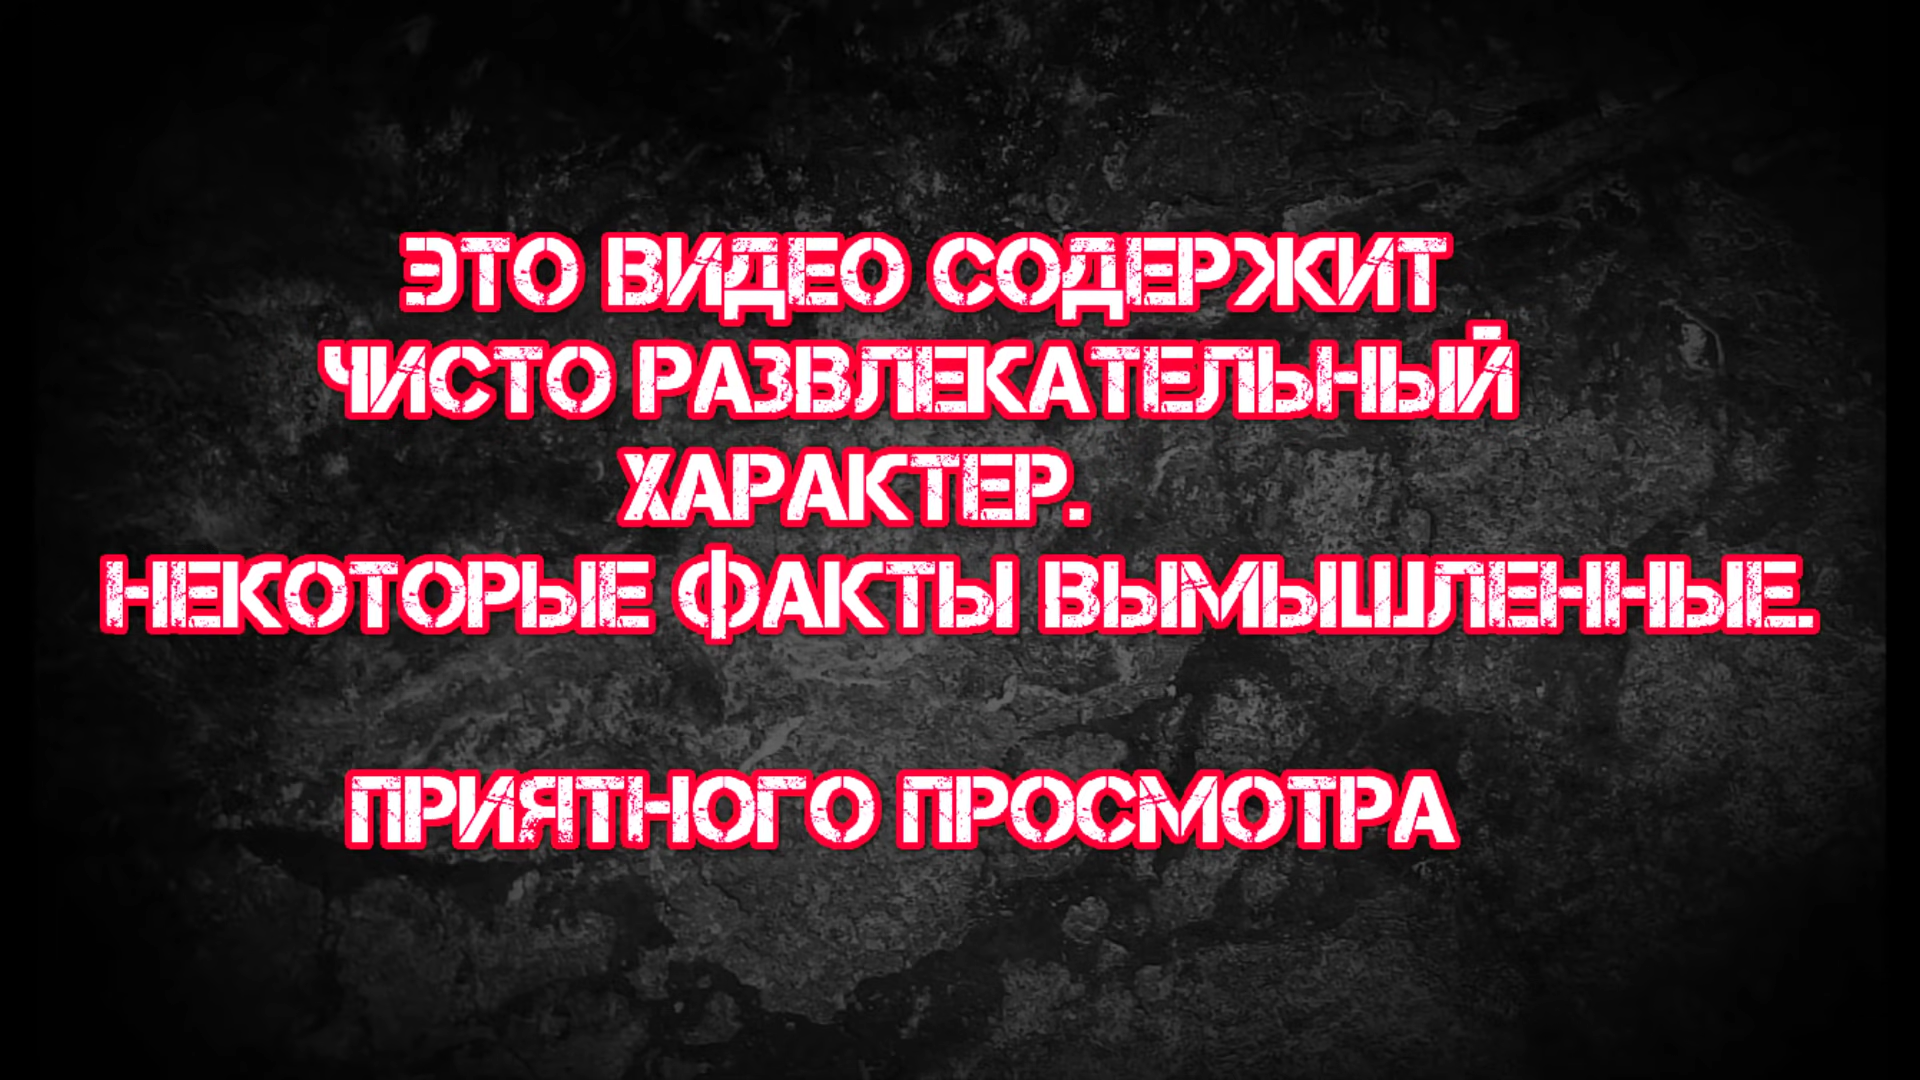 ЭТО ВИДЕО СОДЕРЖИТ
ЧИСТО РАЗВЛЕКАТЕЛЬНЫЙ
ХАРАКТЕР.
НЕКОТОРЫЕ ФАКТЫ ВЫМЫШЛЕННЫЕ.
ПРИЯТНОГО ПРОСМОТРА